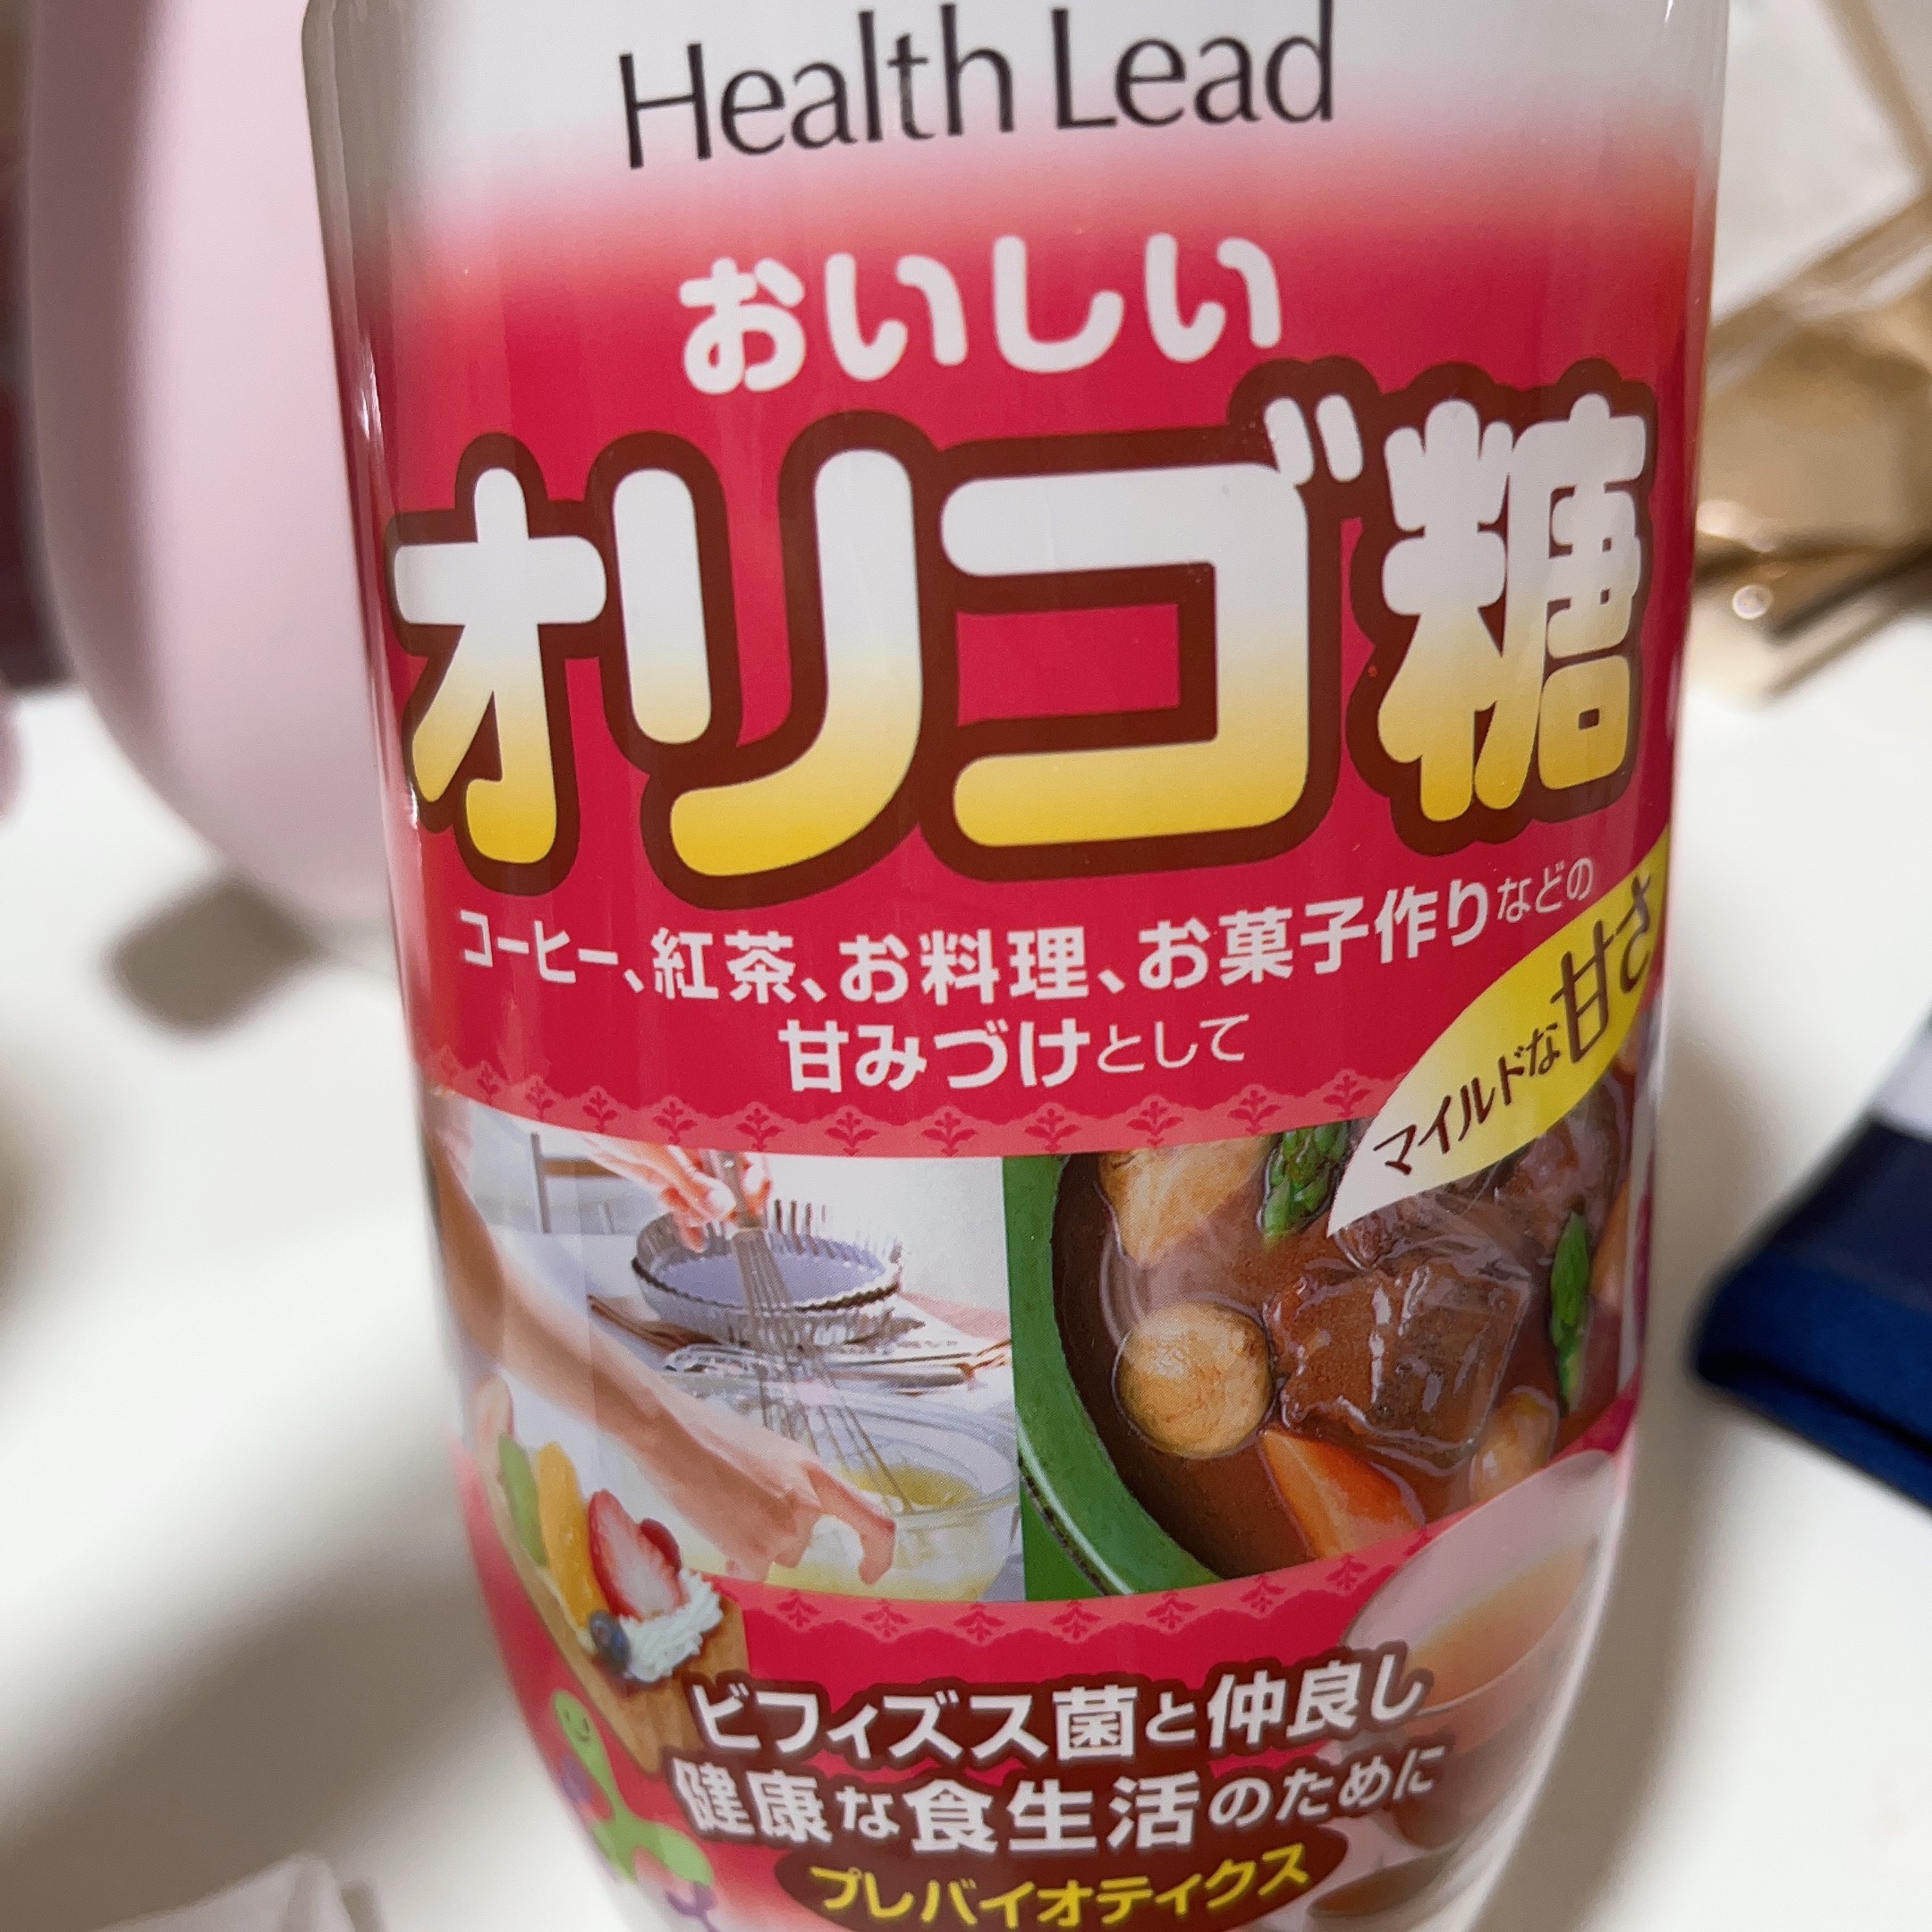 Health Lead
おいしい
オリゴ糖
コーヒー、紅茶、お料理、お菓子作りなどの
甘みづけとして
マイルドな甘さ
ビフィズス菌と仲良し
健康な食生活のために
プレバイオティクス